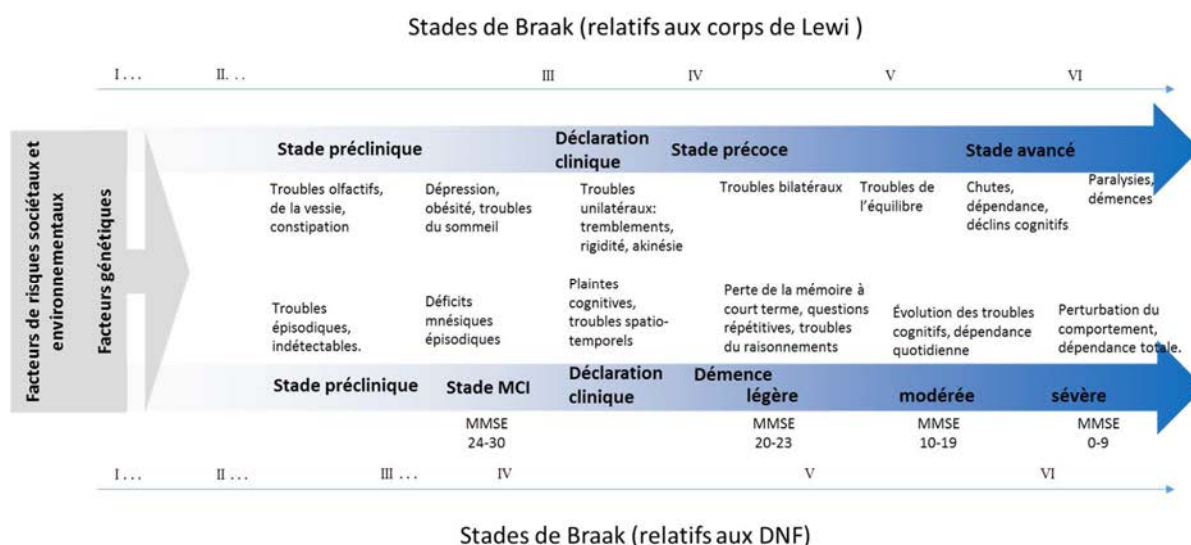 Stades de Braak (relatifs aux corps de Lewi )
I . . .
II. . .
III
IV
V
VI
Facteurs de risques sociétaux et
environnementaux
Facteurs génétiques
Stade préclinique
Déclaration
clinique
Stade précoce
Stade avancé
Troubles olfactifs,
de la vessie,
constipation
Dépression,
obésité, troubles
du sommeil
Troubles
unilatéraux:
tremblements,
rigidité, akinésie
Troubles bilatéraux
Troubles de
l'équilibre
Chutes,
dépendance,
déclins cognitifs
Paralysies,
démences
Troubles
épisodiques,
indétectables.
Déficits
mnésiques
épisodiques
Plaintes
cognitives,
troubles spatio-
temporels
Perte de la mémoire à
court terme, questions
répétitives, troubles
du raisonnements
Évolution des troubles
cognitifs, dépendance
quotidienne
Perturbation du
comportement,
dépendance totale.
Stade préclinique
Stade MCI
Déclaration
clinique
Démence
légère
modérée
sévère
MMSE
24-30
MMSE
20-23
MMSE
10-19
MMSE
0-9
I . . .
II . . .
III . . .
IV
V
VI
Stades de Braak (relatifs aux DNF)